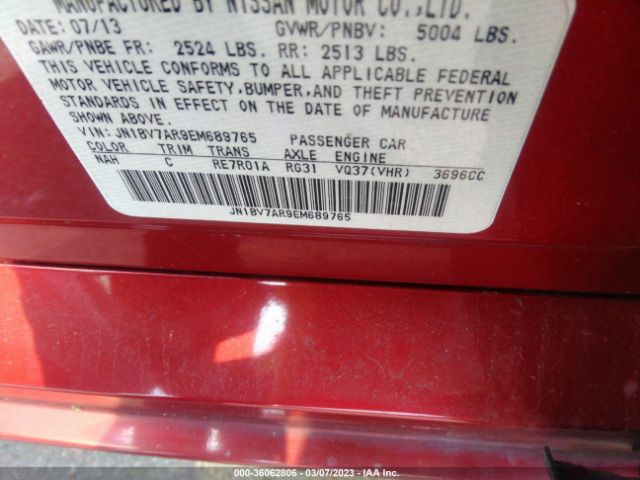 MANUFACTURED BY NISSAN MOTOR CO.,LTD.
DATE: 07/13 GVWR/PNBV: 5004 LBS.
GAWR/PNBE FR: 2524 LBS. RR: 2513 LBS.
THIS VEHICLE CONFORMS TO ALL APPLICABLE FEDERAL
MOTOR VEHICLE SAFETY,BUMPER,AND THEFT PREVENTION
STANDARDS IN EFFECT ON THE DATE OF MANUFACTURE
SHOWN ABOVE.
VIN: JN1BV7AR9EM689765 PASSENGER CAR
COLOR TRIM TRANS AXLE ENGINE
NAH C RE7R01A RG31 VQ37(VHR) 3696CC
JN1BV7AR9EM689765
000-36062806 - 03/07/2023 - IAAI.COM